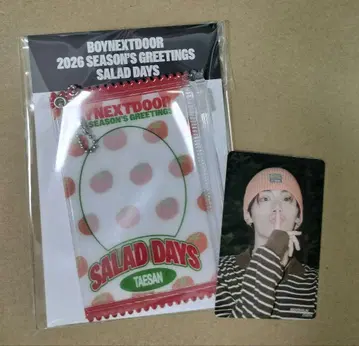 BOYNEXTDOOR
2026 SEASON'S GREETINGS
SALAD DAYS
BOYNEXTDOOR
SEASON'S GREETINGS
SALAD DAYS
TAESAN